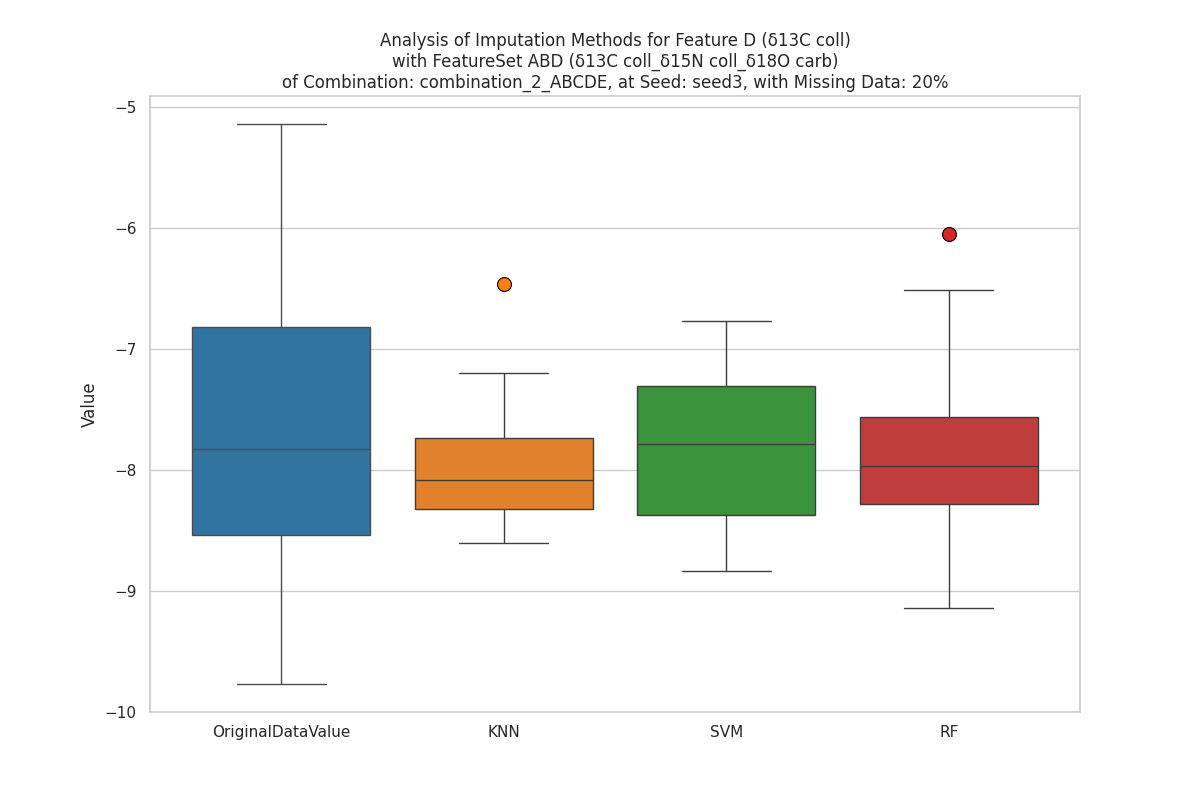 Analysis of Imputation Methods for Feature D (δ13C coll)
with FeatureSet ABD (δ13C coll_δ15N coll_δ18O carb)
of Combination: combination_2_ABCDE, at Seed: seed3, with Missing Data: 20%
−5
−6
−7
−8
−9
−10
Value
OriginalDataValue
KNN
SVM
RF